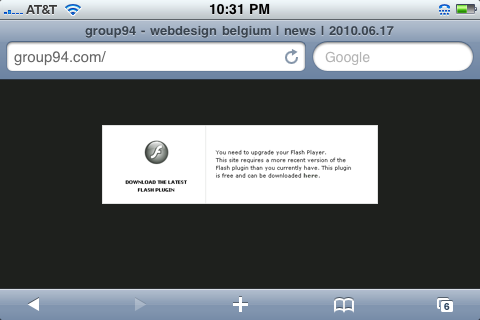 AT&T 10:31 PM
group94 - webdesign belgium | news | 2010.06.17
group94.com/ Google
You need to upgrade your Flash Player.
This site requires a more recent version of the
Flash plugin than you currently have. This plugin
is free and can be downloaded here.
DOWNLOAD THE LATEST
FLASH PLUGIN
6